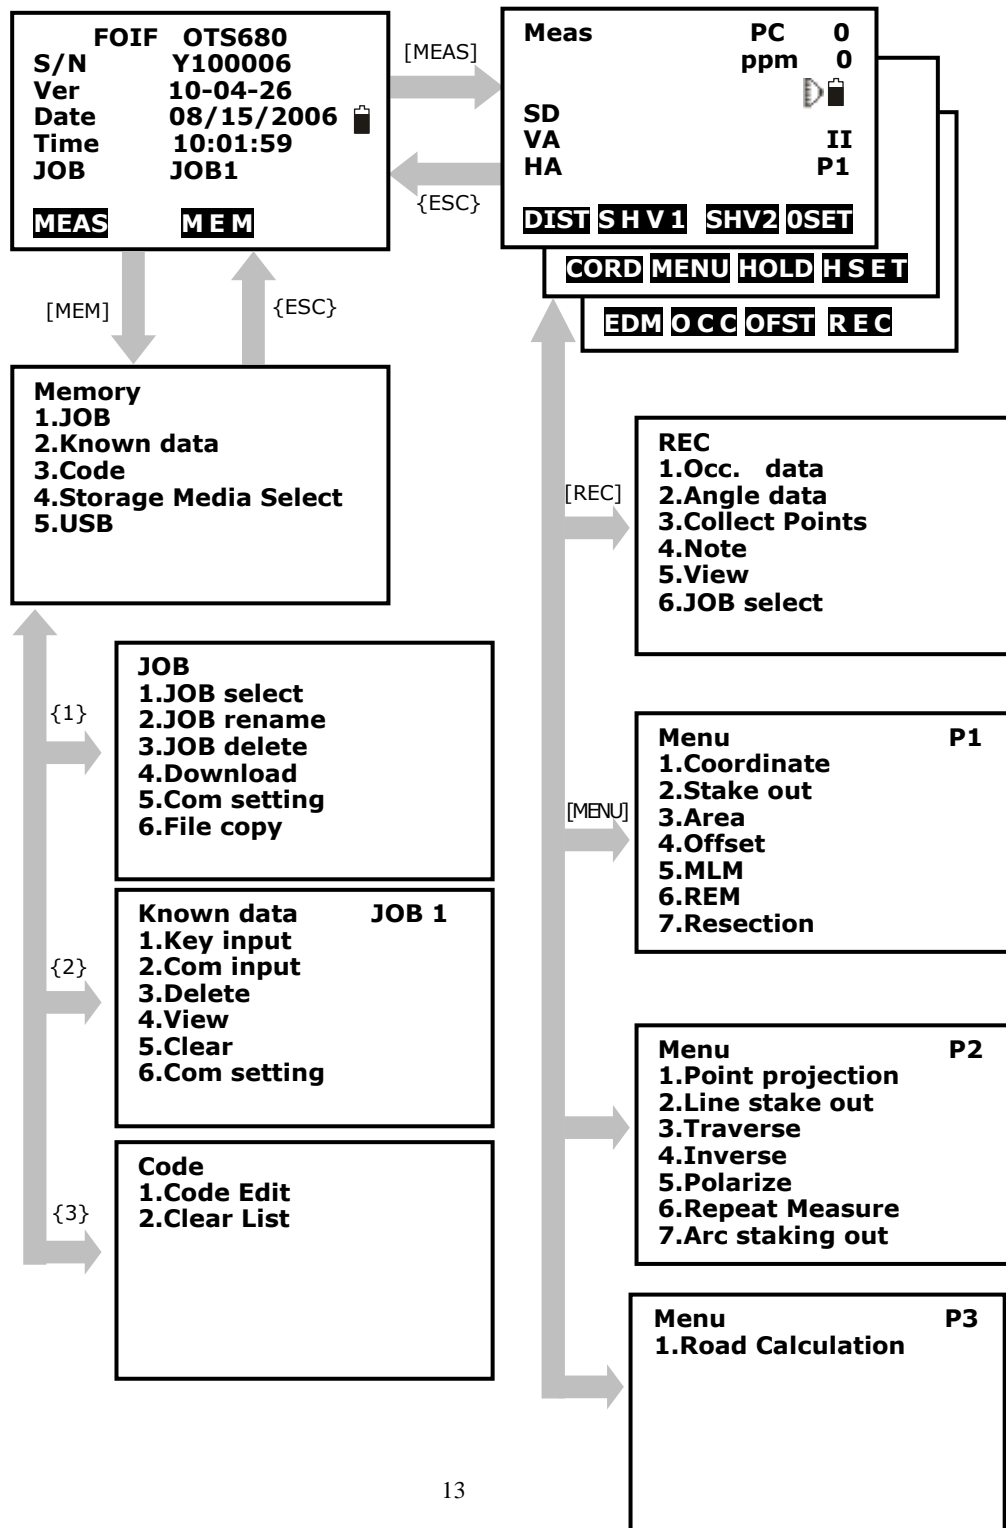 FOIF OTS680
S/N Y100006
Ver 10-04-26
Date 08/15/2006
Time 10:01:59
JOB JOB1
MEAS MEM
[MEAS]
{ESC}
Meas PC 0
ppm 0
SD
VA II
HA P1
DIST SHV1 SHV2 0SET
CORD MENU HOLD HSET
EDM OCC OFST REC
[MEM]
{ESC}
Memory
1.JOB
2.Known data
3.Code
4.Storage Media Select
5.USB
[REC]
REC
1.Occ. data
2.Angle data
3.Collect Points
4.Note
5.View
6.JOB select
{1}
JOB
1.JOB select
2.JOB rename
3.JOB delete
4.Download
5.Com setting
6.File copy
[MENU]
Menu P1
1.Coordinate
2.Stake out
3.Area
4.Offset
5.MLM
6.REM
7.Resection
{2}
Known data JOB 1
1.Key input
2.Com input
3.Delete
4.View
5.Clear
6.Com setting
Menu P2
1.Point projection
2.Line stake out
3.Traverse
4.Inverse
5.Polarize
6.Repeat Measure
7.Arc staking out
{3}
Code
1.Code Edit
2.Clear List
Menu P3
1.Road Calculation
13